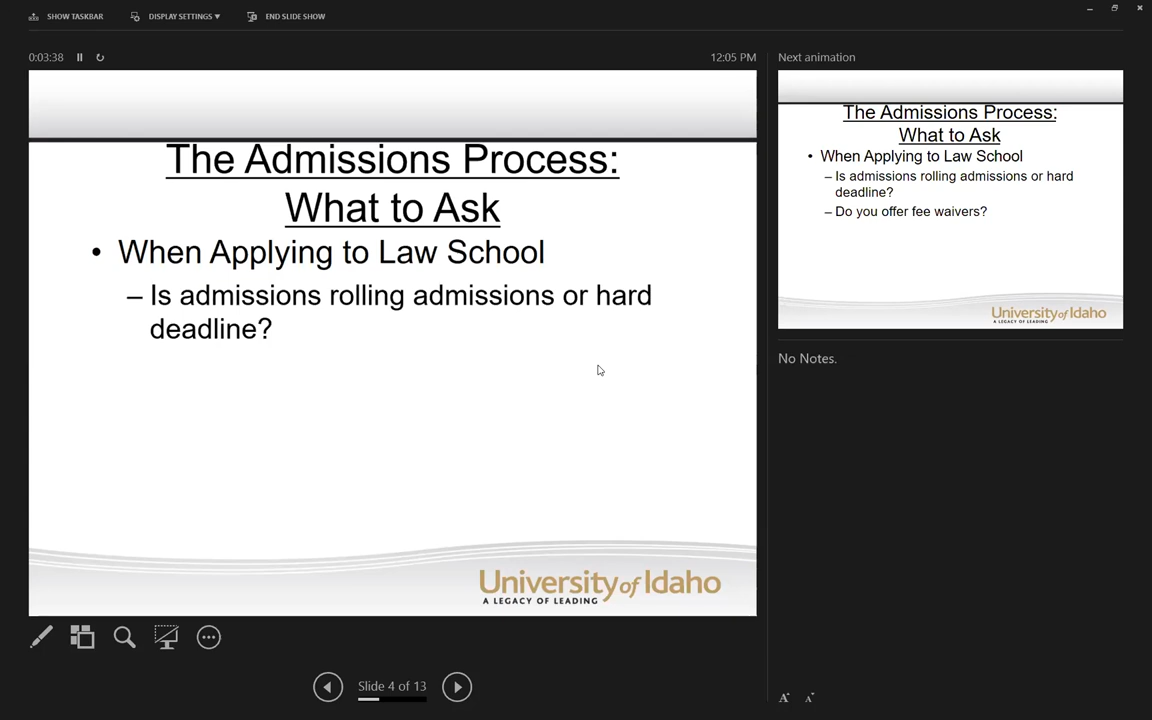 SHOW TASKBAR
DISPLAY SETTINGS ▼
END SLIDE SHOW
0:03:38
12:05 PM
The Admissions Process:
What to Ask
• When Applying to Law School
– Is admissions rolling admissions or hard
deadline?
University of Idaho
A LEGACY OF LEADING
Slide 4 of 13
Next animation
The Admissions Process:
What to Ask
• When Applying to Law School
– Is admissions rolling admissions or hard
deadline?
– Do you offer fee waivers?
University of Idaho
A LEGACY OF LEADING
No Notes.
A A